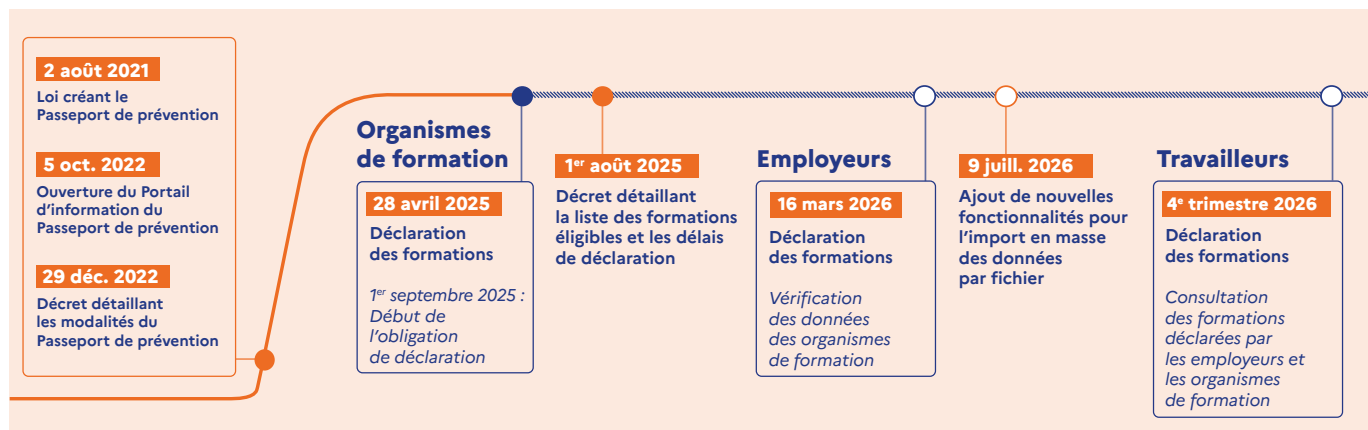 2 août 2021
Loi créant le
Passeport de prévention
5 oct. 2022
Ouverture du Portail
d’information du
Passeport de prévention
29 déc. 2022
Décret détaillant
les modalités du
Passeport de prévention
Organismes
de formation
28 avril 2025
Déclaration
des formations
1er septembre 2025 :
Début de
l’obligation
de déclaration
1er août 2025
Décret détaillant
la liste des formations
éligibles et les délais
de déclaration
Employeurs
16 mars 2026
Déclaration
des formations
Vérification
des données
des organismes
de formation
9 juill. 2026
Ajout de nouvelles
fonctionnalités pour
l’import en masse
des données
par fichier
Travailleurs
4e trimestre 2026
Déclaration
des formations
Consultation
des formations
déclarées par
les employeurs et
les organismes
de formation